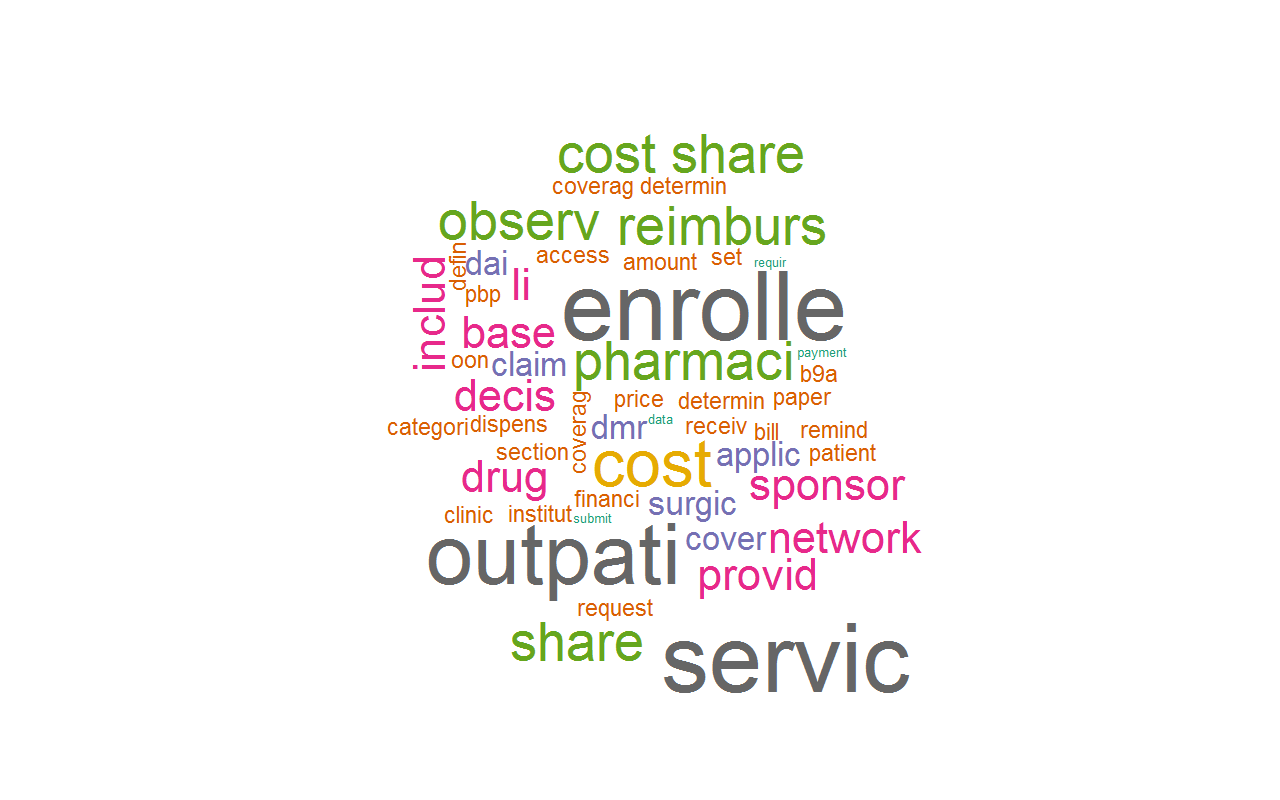 cost share
coverag determin
observ
reimburs
defin
access
amount
set
requir
includ
dai
li
pbp
enrolle
base
oon
claim
pharmaci
payment
b9a
decis
price
determin
paper
categori
dispens
coverag
dmr
data
receiv
bill
remind
section
cost
applic
patient
drug
financi
surgic
sponsor
clinic
institut
submit
outpati
cover
network
provid
request
share
servic